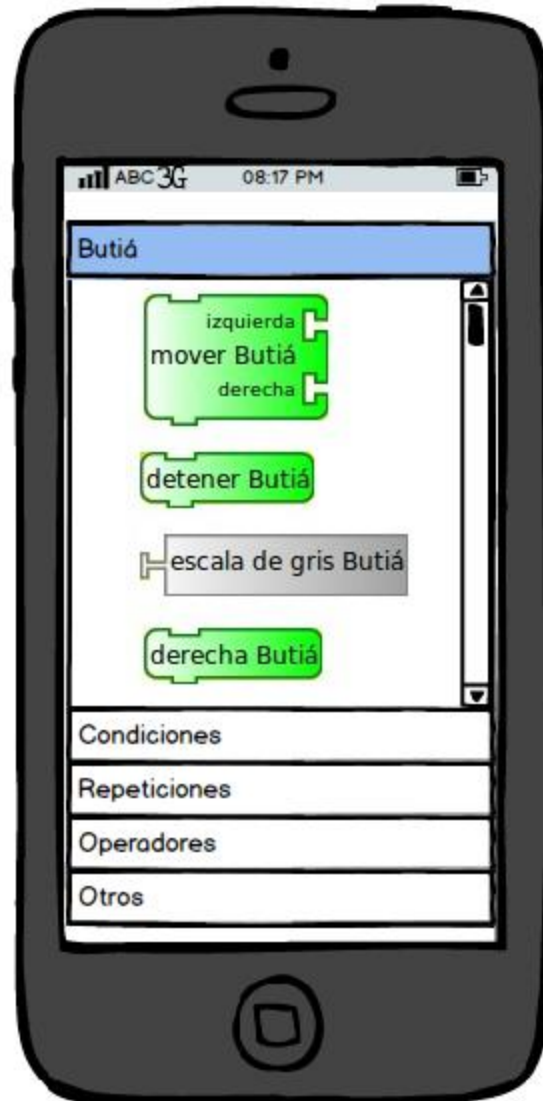 ABC 3G 08:17 PM
Butiá
izquierda
mover Butiá
derecha
detener Butiá
escala de gris Butiá
derecha Butiá
Condiciones
Repeticiones
Operadores
Otros